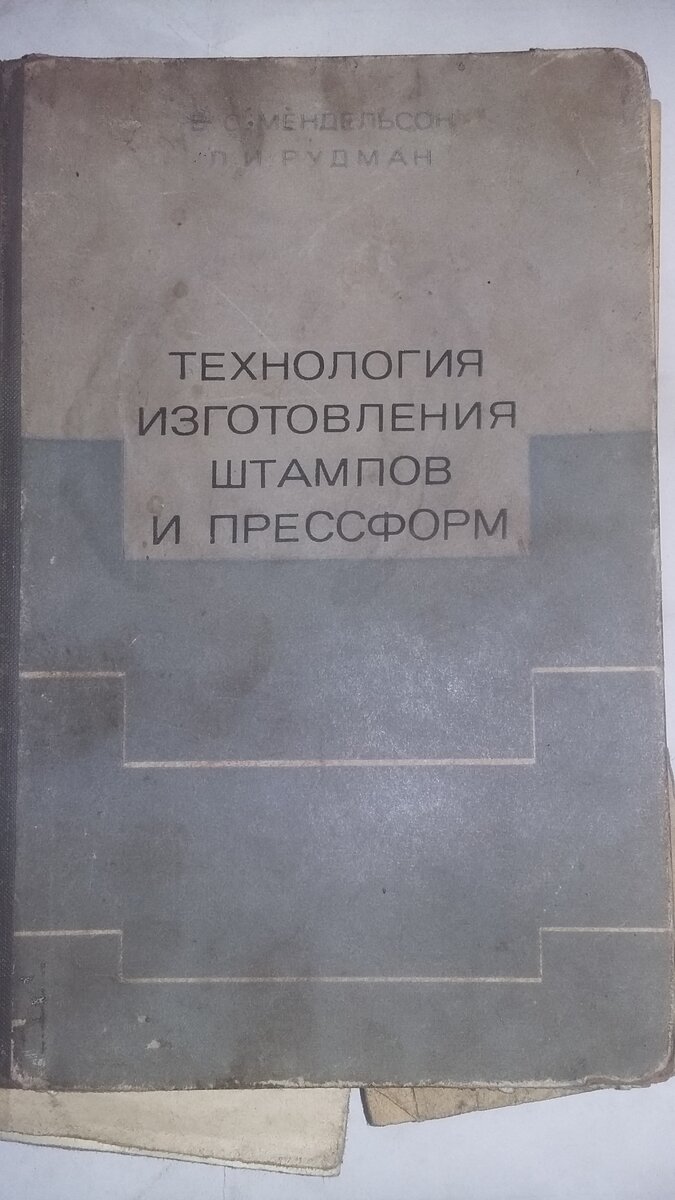 В. С. МЕНДЕЛЬСОН
Л. И. РУДМАН
ТЕХНОЛОГИЯ
ИЗГОТОВЛЕНИЯ
ШТАМПОВ
И ПРЕССФОРМ